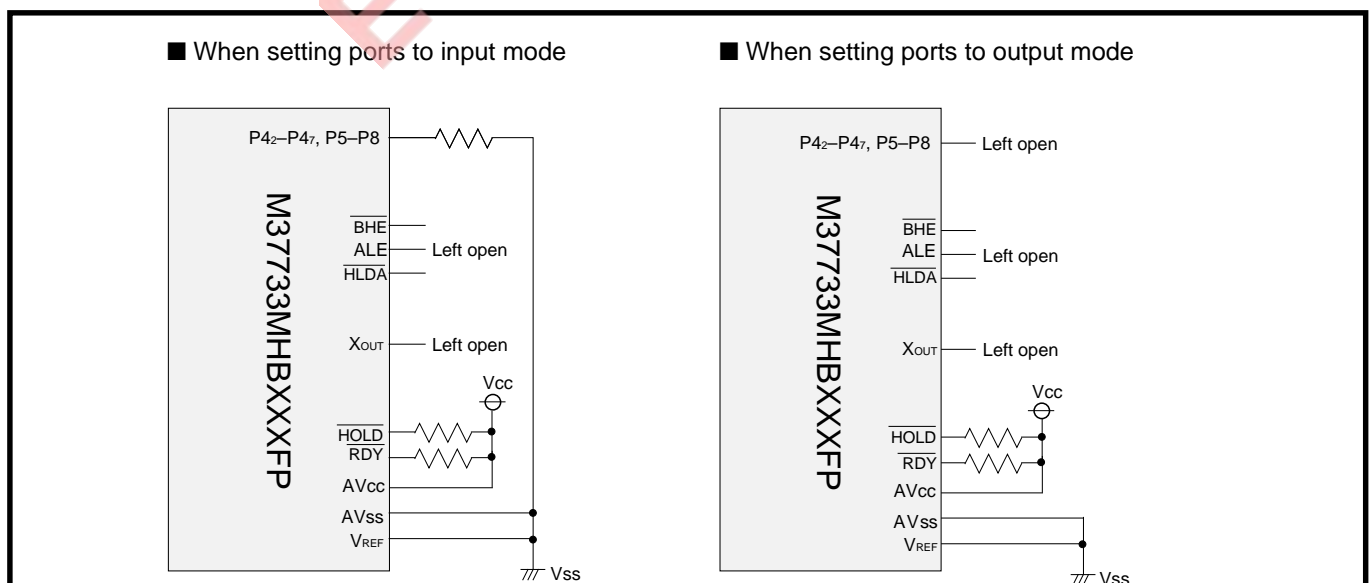 ■ When setting ports to input mode
P42–P47, P5–P8
M37733MHBXXXFP
BHE
ALE
Left open
HLDA
XOUT
Left open
Vcc
HOLD
RDY
AVcc
AVss
VREF
Vss
■ When setting ports to output mode
P42–P47, P5–P8
Left open
M37733MHBXXXFP
BHE
ALE
Left open
HLDA
XOUT
Left open
Vcc
HOLD
RDY
AVcc
AVss
VREF
Vss